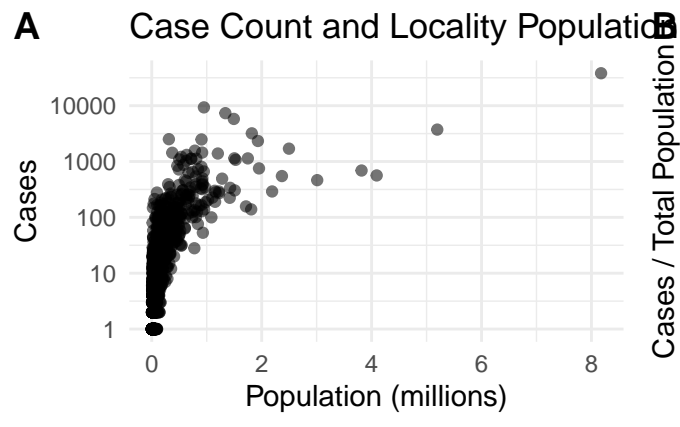 A
Case Count and Locality Population
B
Cases
10000
1000
100
10
1
0
2
4
6
8
Population (millions)
Cases / Total Population